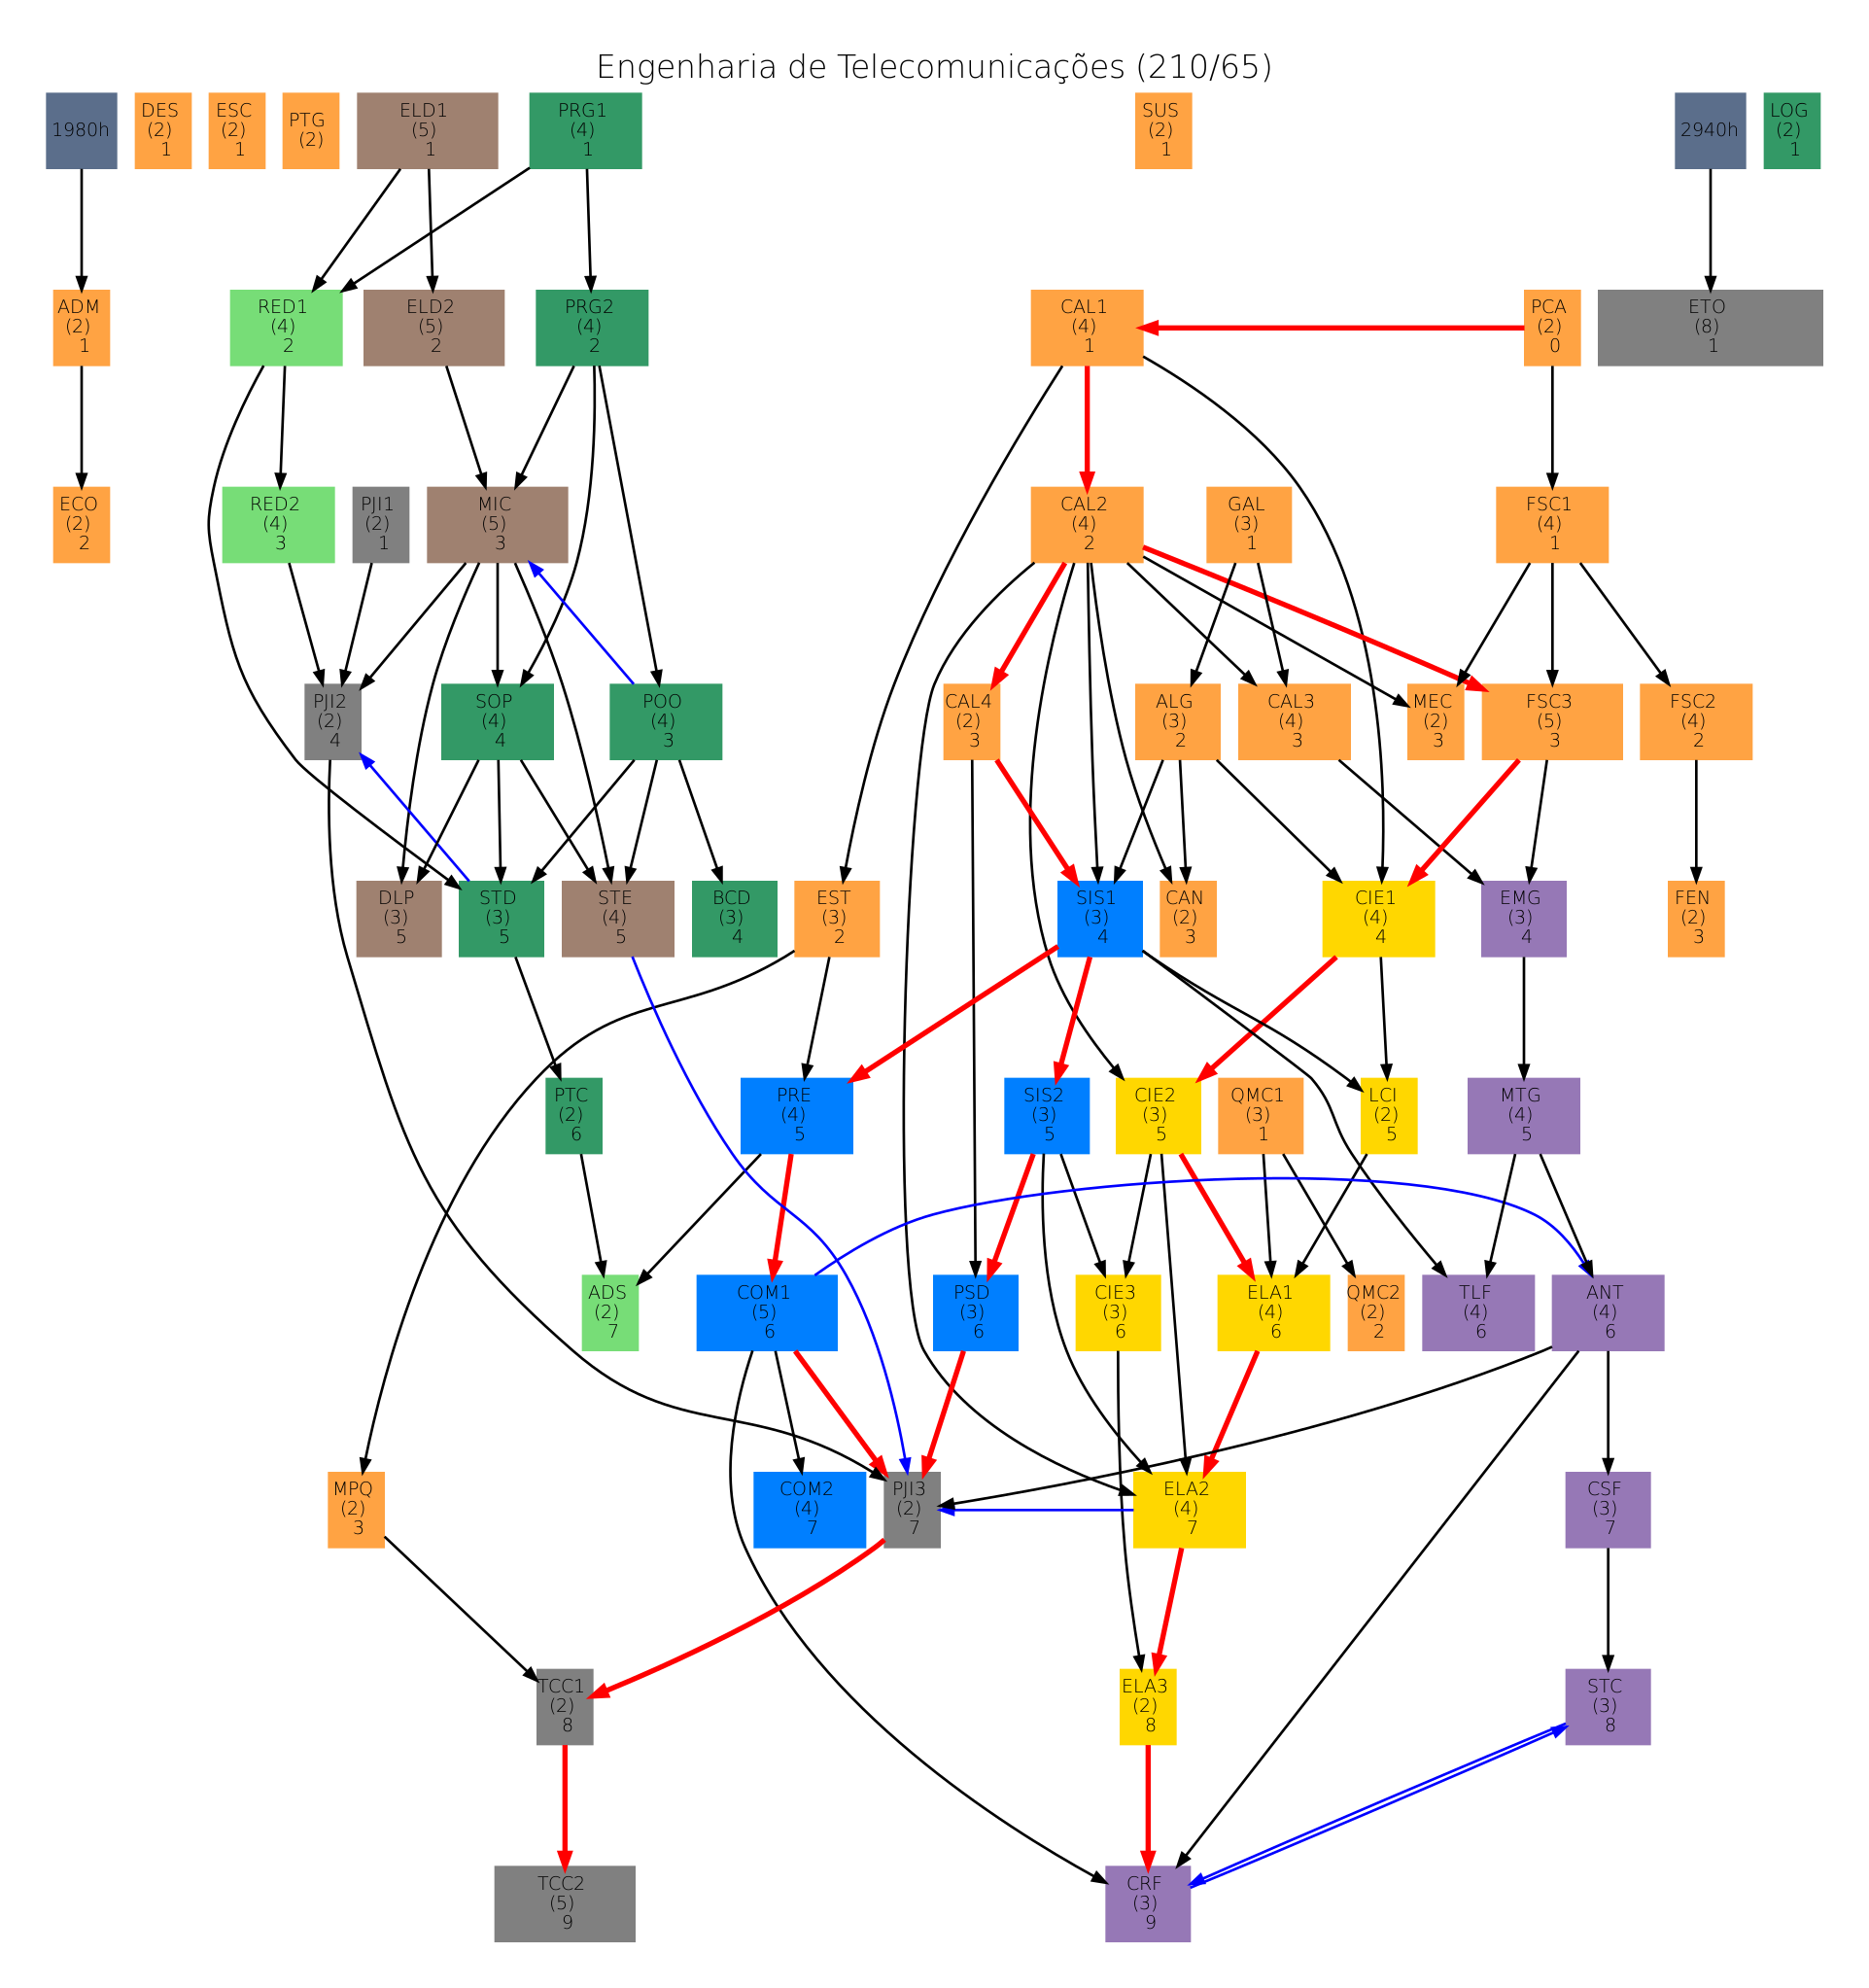 Engenharia de Telecomunicações (210/65)
1980h
DES
(2)
1
ESC
(2)
1
PTG
(2)
ELD1
(5)
1
PRG1
(4)
1
SUS
(2)
1
2940h
LOG
(2)
1
ADM
(2)
1
RED1
(4)
2
ELD2
(5)
2
PRG2
(4)
2
CAL1
(4)
1
PCA
(2)
0
ETO
(8)
1
ECO
(2)
2
RED2
(4)
3
PJI1
(2)
1
MIC
(5)
3
CAL2
(4)
2
GAL
(3)
1
FSC1
(4)
1
PJI2
(2)
4
SOP
(4)
4
POO
(4)
3
CAL4
(2)
3
ALG
(3)
2
CAL3
(4)
3
MEC
(2)
3
FSC3
(5)
3
FSC2
(4)
2
DLP
(3)
5
STD
(3)
5
STE
(4)
5
BCD
(3)
4
EST
(3)
2
SIS1
(3)
4
CAN
(2)
3
CIE1
(4)
4
EMG
(3)
4
FEN
(2)
3
PTC
(2)
6
PRE
(4)
5
SIS2
(3)
5
CIE2
(3)
5
QMC1
(3)
1
LCI
(2)
5
MTG
(4)
5
ADS
(2)
7
COM1
(5)
6
PSD
(3)
6
CIE3
(3)
6
ELA1
(4)
6
QMC2
(2)
2
TLF
(4)
6
ANT
(4)
6
MPQ
(2)
3
COM2
(4)
7
PJI3
(2)
7
ELA2
(4)
7
CSF
(3)
7
TCC1
(2)
8
ELA3
(2)
8
STC
(3)
8
TCC2
(5)
9
CRF
(3)
9